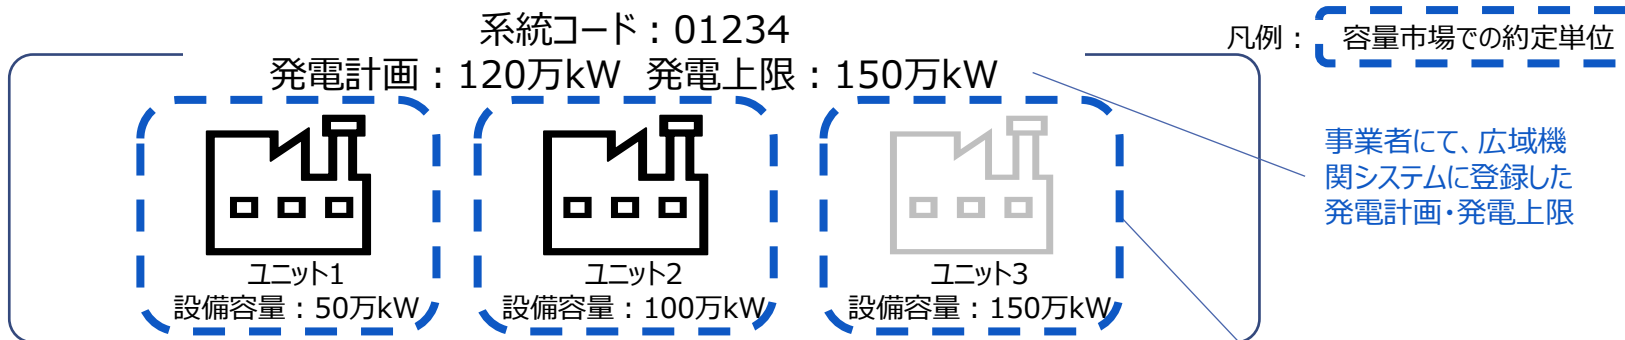 系統コード：01234
発電計画：120万kW 発電上限：150万kW
凡例：
容量市場での約定単位
事業者にて、広域機
関システムに登録した
発電計画・発電上限
ユニット1
設備容量：50万kW
ユニット2
設備容量：100万kW
ユニット3
設備容量：150万kW